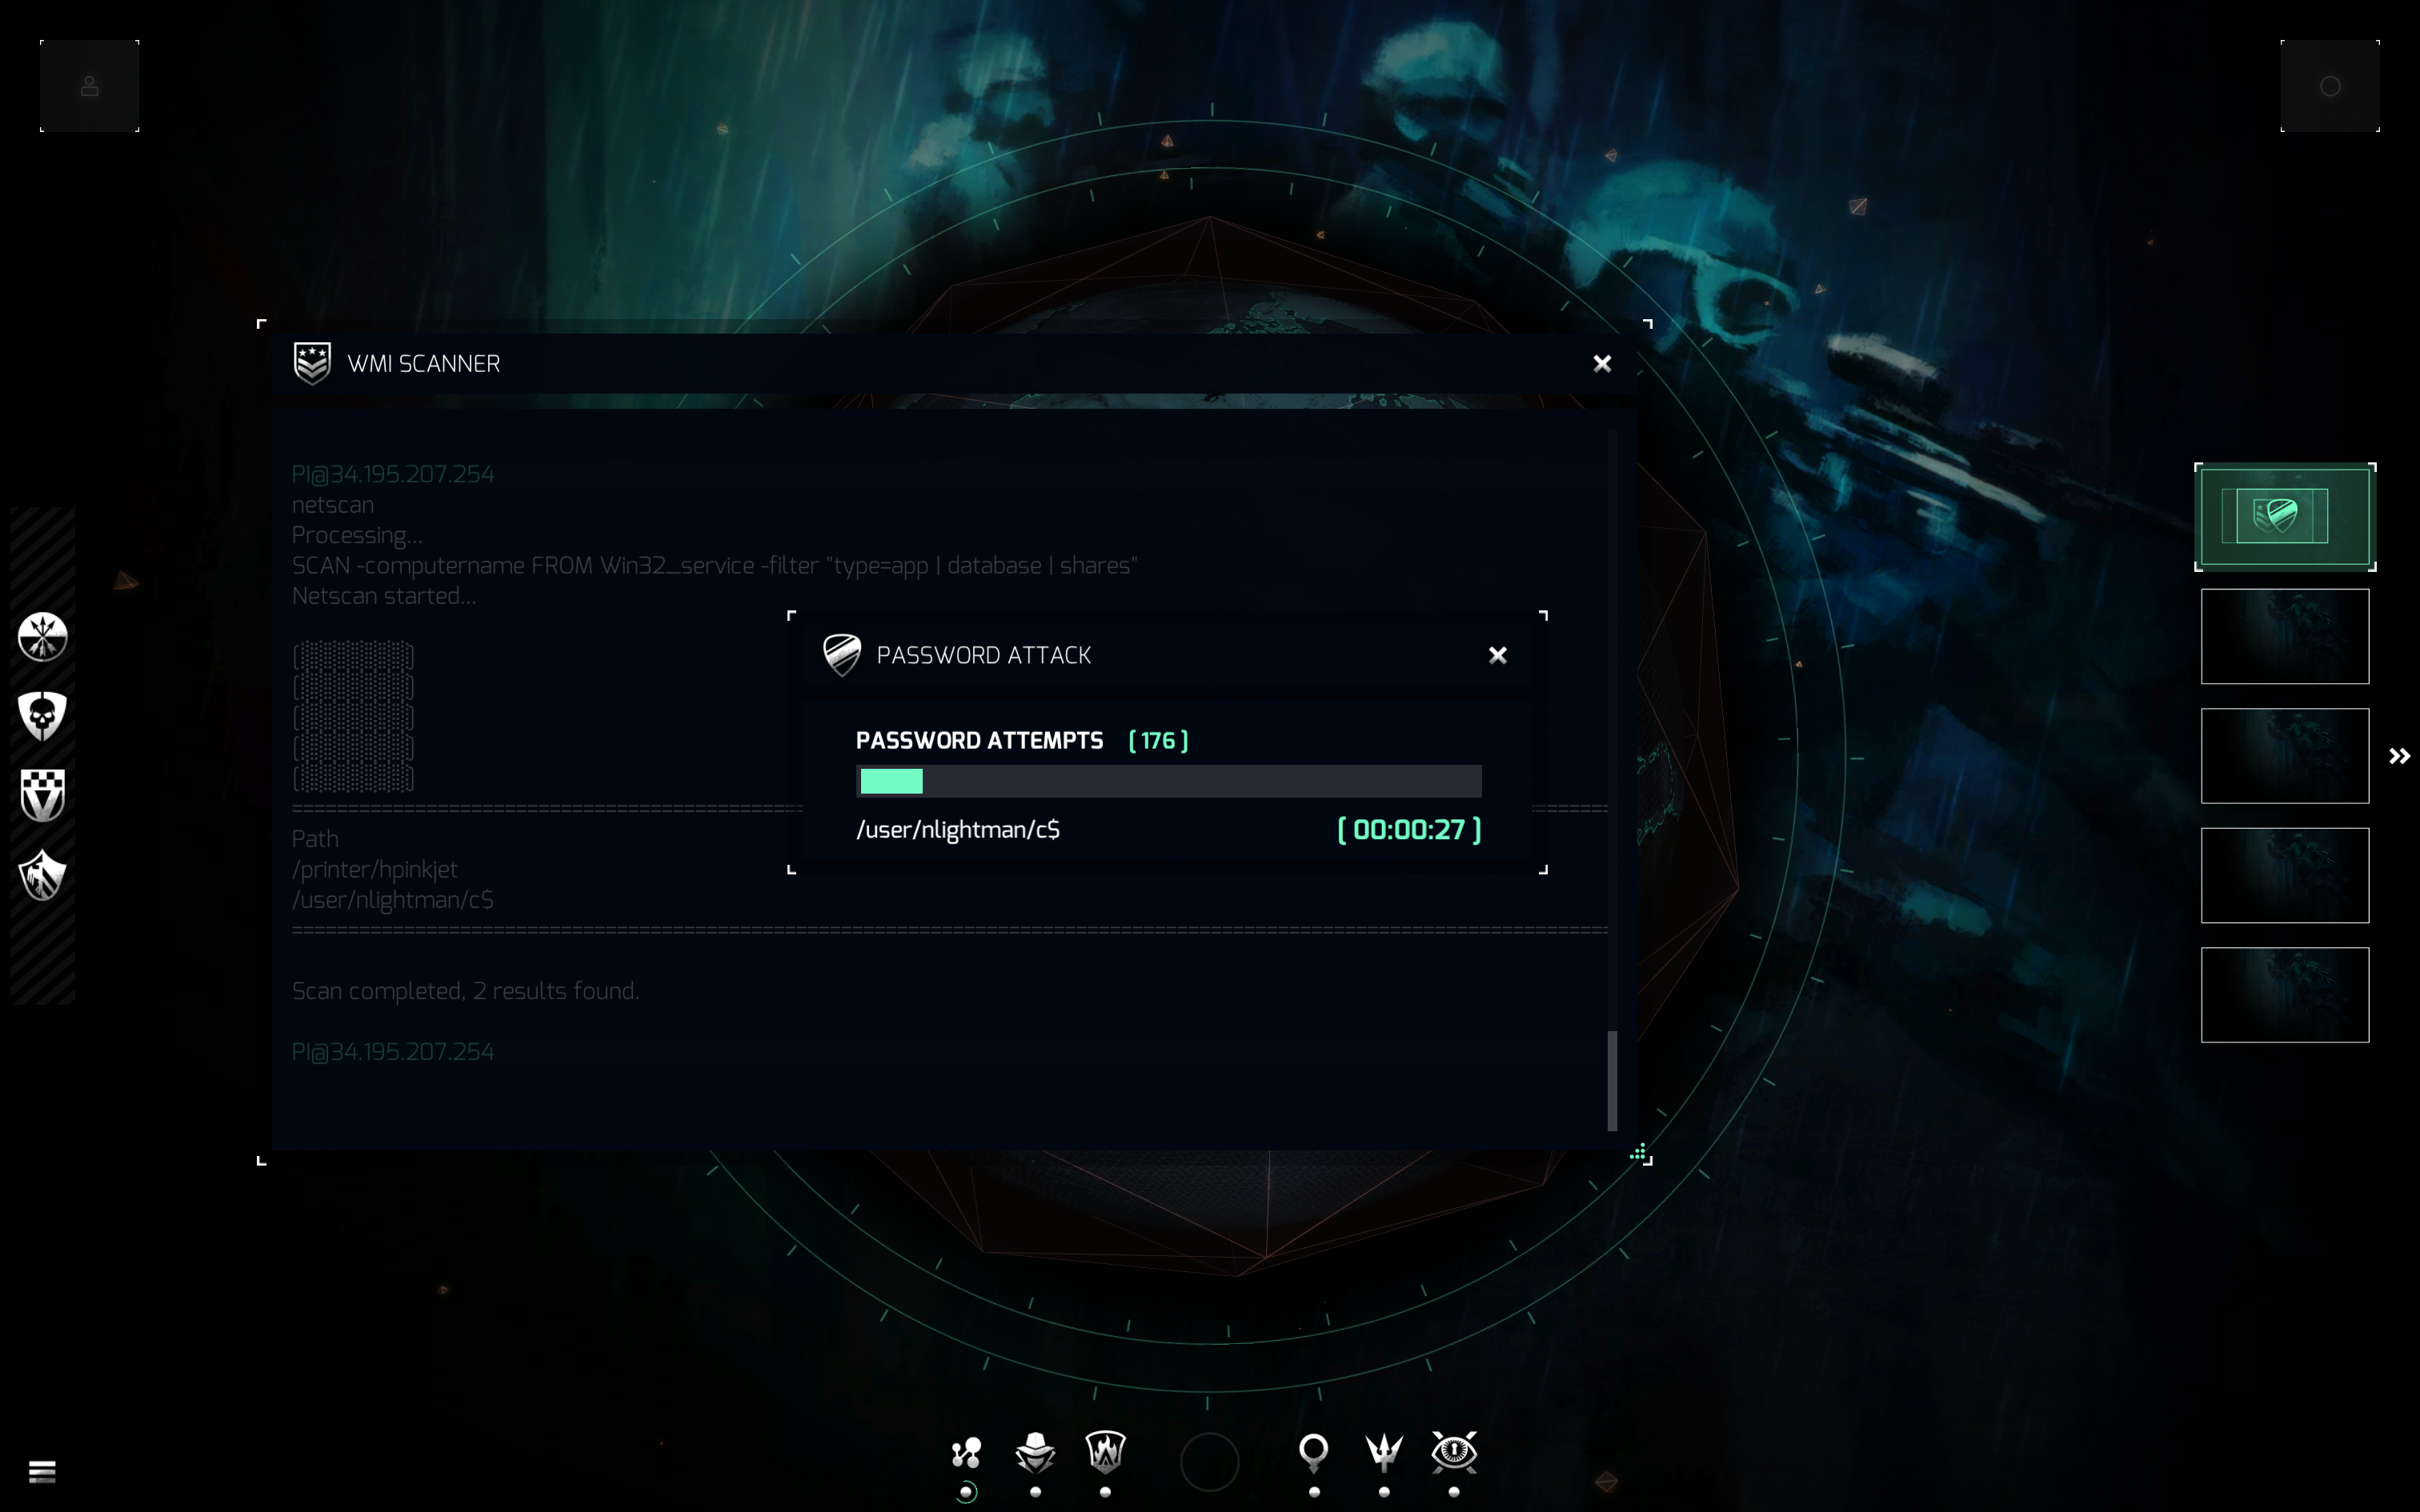 WMI SCANNER
PI@34.195.207.254
netscan
Processing...
SCAN -computername FROM Win32_service -filter "type=app | database | shares"
Netscan started...
PASSWORD ATTACK
PASSWORD ATTEMPTS [ 176 ]
/user/nlightman/c$ [ 00:00:27 ]
Path
/printer/hpinkjet
/user/nlightman/c$
Scan completed, 2 results found.
PI@34.195.207.254